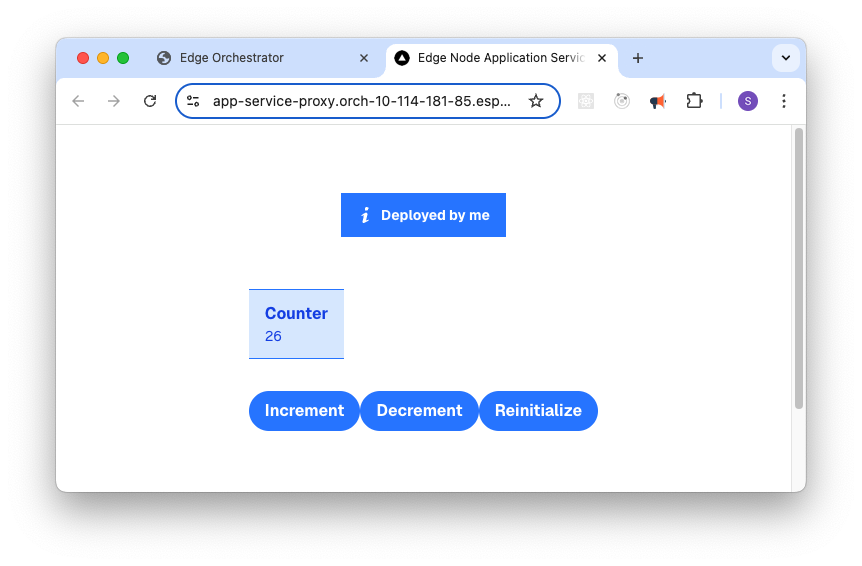 Edge Orchestrator
Edge Node Application Servic
app-service-proxy.orch-10-114-181-85.esp...
S
i Deployed by me
Counter
26
Increment Decrement Reinitialize